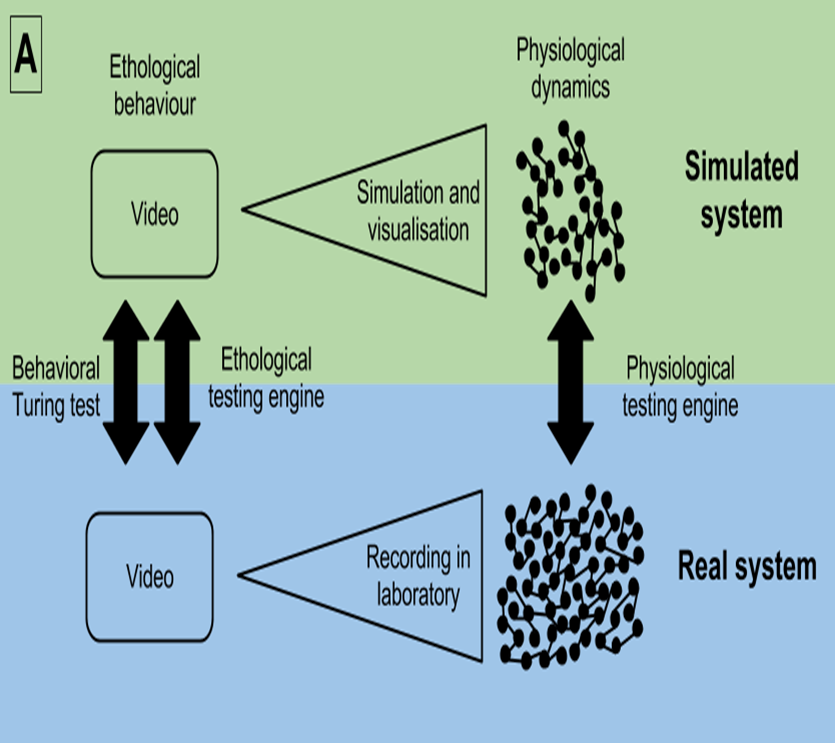 A
Ethological
behaviour
Physiological
dynamics
Video
Simulation and
visualisation
Simulated
system
Behavioral
Turing test
Ethological
testing engine
Physiological
testing engine
Video
Recording in
laboratory
Real system